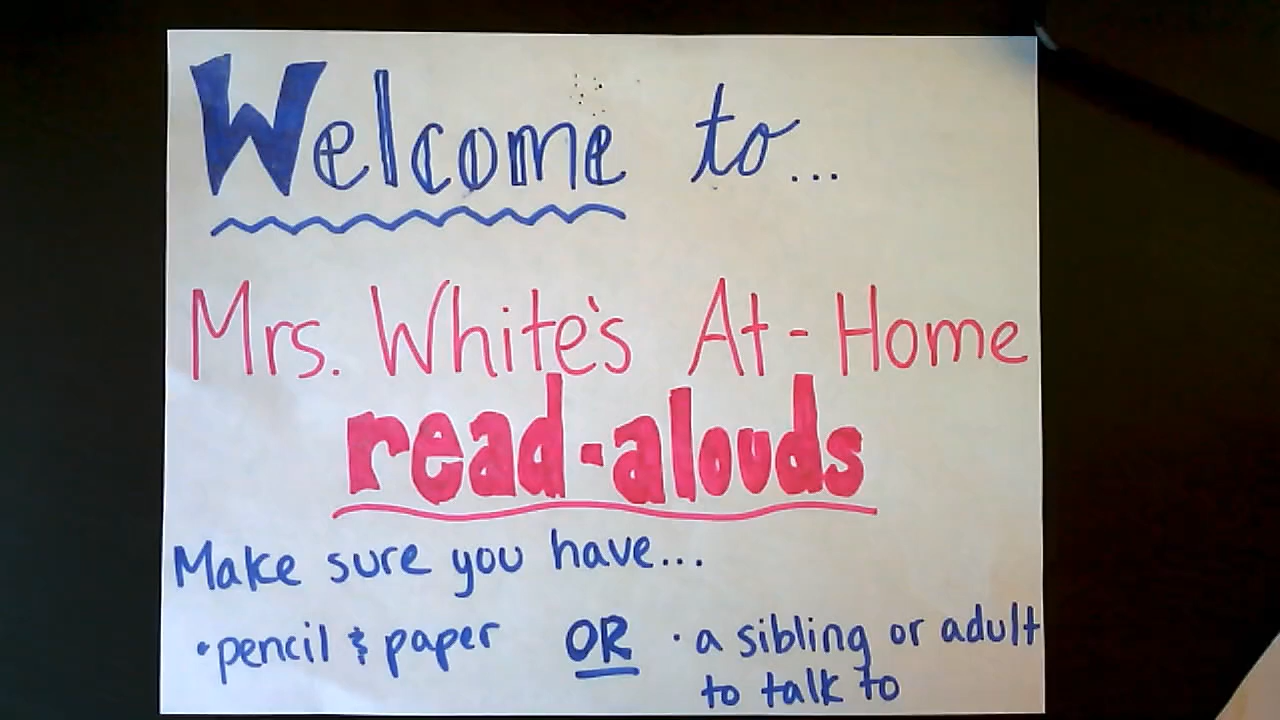 Welcome to...
Mrs. White's At-Home
read-alouds
Make sure you have...
• pencil & paper OR • a sibling or adult
to talk to